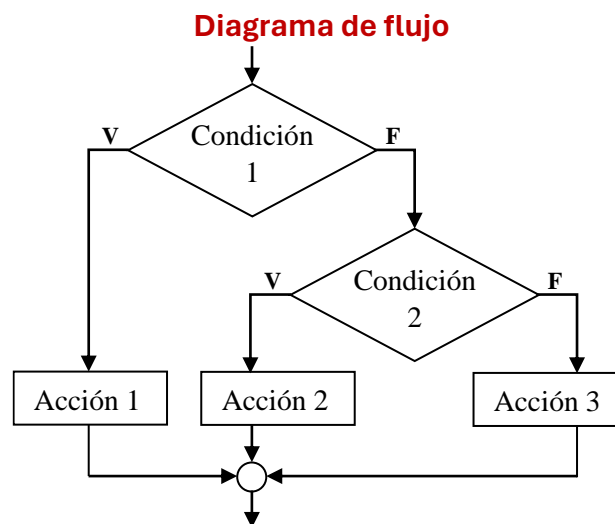 Diagrama de flujo
V
Condición
1
F
V
Condición
2
F
Acción 1
Acción 2
Acción 3